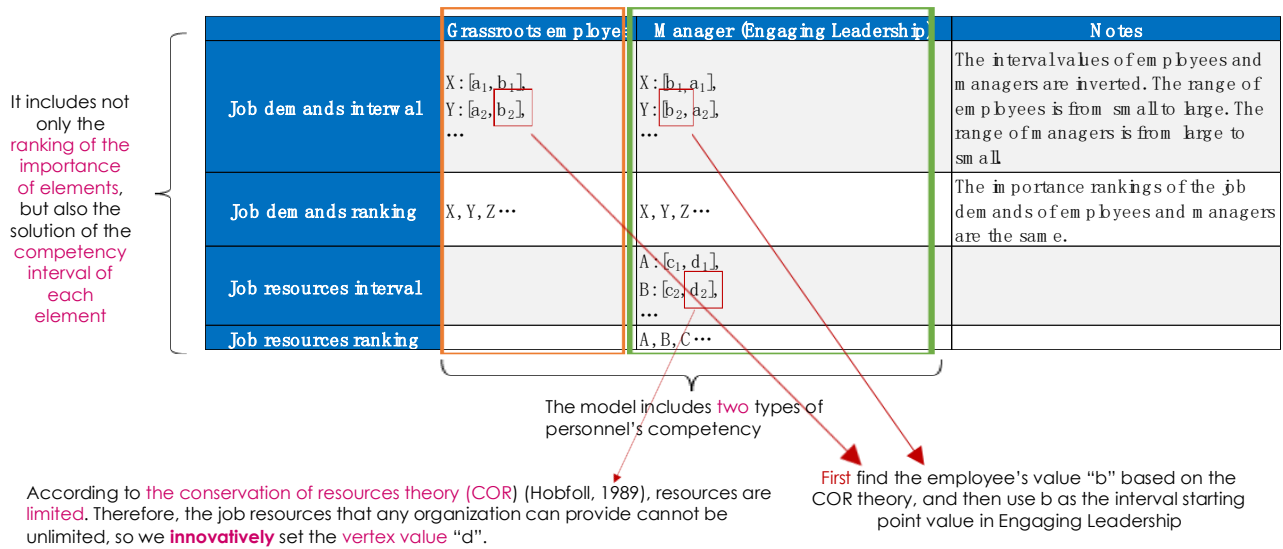 Grassroots employee
Manager (Engaging Leadership)
Notes
Job demands interval
X:[a1,b1],
Y:[a2,b2],
…
X:[b1,a1],
Y:[b2,a2],
…
The interval values of employees and
managers are inverted. The range of
employees is from small to large. The
range of managers is from large to
small.
Job demands ranking
X,Y,Z…
X,Y,Z…
The importance rankings of the job
demands of employees and managers
are the same.
Job resources interval
A:[c1,d1],
B:[c2,d2],
…
Job resources ranking
A,B,C…
It includes not
only the
ranking of the
importance
of elements,
but also the
solution of the
competency
interval of
each
element
The model includes two types of
personnel’s competency
According to the conservation of resources theory (COR) (Hobfoll, 1989), resources are
limited. Therefore, the job resources that any organization can provide cannot be
unlimited, so we innovatively set the vertex value “d”.
First find the employee’s value “b” based on the
COR theory, and then use b as the interval starting
point value in Engaging Leadership